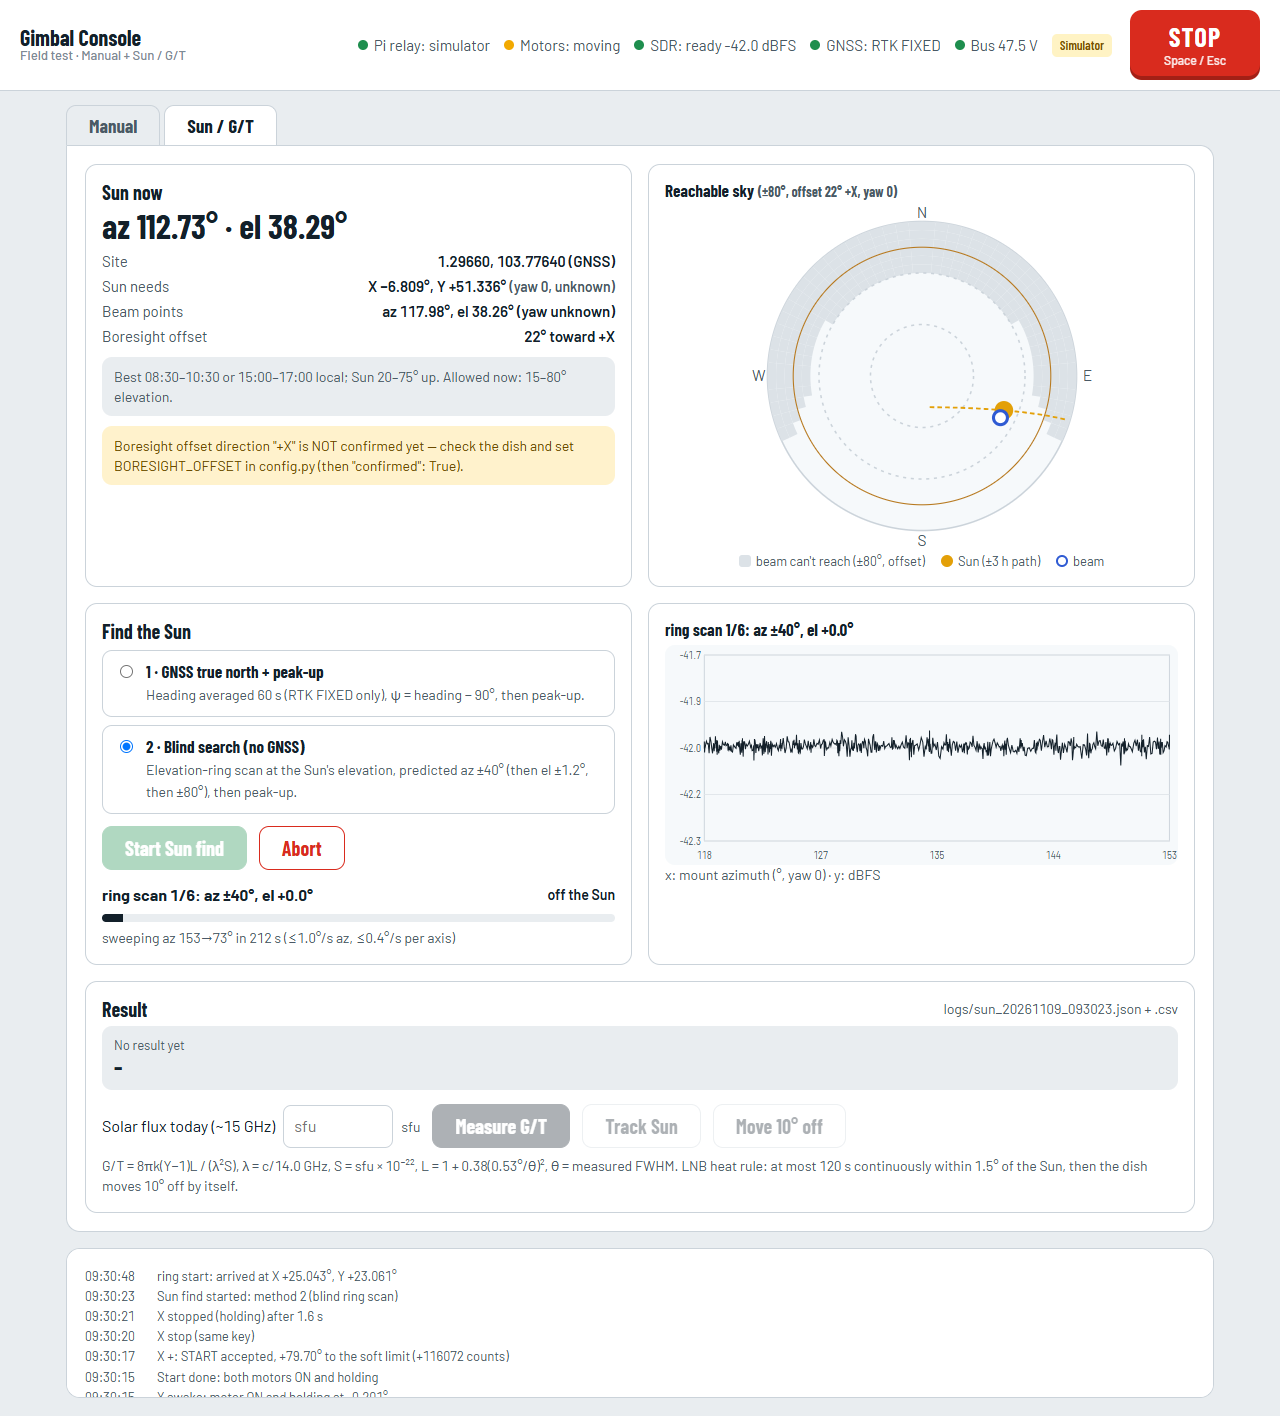 Gimbal Console
Field test · Manual + Sun / G/T
Pi relay: simulator
Motors: moving
SDR: ready -42.0 dBFS
GNSS: RTK FIXED
Bus 47.5 V
Simulator
STOP
Space / Esc
Manual
Sun / G/T
Sun now
az 112.73° · el 38.29°
Site
1.29660, 103.77640 (GNSS)
Sun needs
X −6.809°, Y +51.336° (yaw 0, unknown)
Beam points
az 117.98°, el 38.26° (yaw unknown)
Boresight offset
22° toward +X
Best 08:30–10:30 or 15:00–17:00 local; Sun 20–75° up. Allowed now: 15–80°
elevation.
Boresight offset direction "+X" is NOT confirmed yet — check the dish and set
BORESIGHT_OFFSET in config.py (then "confirmed": True).
Reachable sky (±80°, offset 22° +X, yaw 0)
N
W
E
S
beam can't reach (±80°, offset)
Sun (±3 h path)
beam
Find the Sun
1 · GNSS true north + peak-up
Heading averaged 60 s (RTK FIXED only), ψ = heading − 90°, then peak-up.
2 · Blind search (no GNSS)
Elevation-ring scan at the Sun's elevation, predicted az ±40° (then el ±1.2°,
then ±80°), then peak-up.
Start Sun find
Abort
ring scan 1/6: az ±40°, el +0.0°
off the Sun
sweeping az 153→73° in 212 s (≤1.0°/s az, ≤0.4°/s per axis)
ring scan 1/6: az ±40°, el +0.0°
-41.7
-41.9
-42.0
-42.2
-42.3
118
127
135
144
153
x: mount azimuth (°, yaw 0) · y: dBFS
Result
logs/sun_20261109_093023.json + .csv
No result yet
–
Solar flux today (~15 GHz)
sfu
sfu
Measure G/T
Track Sun
Move 10° off
G/T = 8πk(Y−1)L / (λ²S), λ = c/14.0 GHz, S = sfu × 10⁻²², L = 1 + 0.38(0.53°/θ)², θ = measured FWHM. LNB heat rule: at most 120 s continuously within 1.5° of the Sun, then the dish
moves 10° off by itself.
09:30:48 ring start: arrived at X +25.043°, Y +23.061°
09:30:23 Sun find started: method 2 (blind ring scan)
09:30:21 X stopped (holding) after 1.6 s
09:30:20 X stop (same key)
09:30:17 X +: START accepted, +79.70° to the soft limit (+116072 counts)
09:30:15 Start done: both motors ON and holding